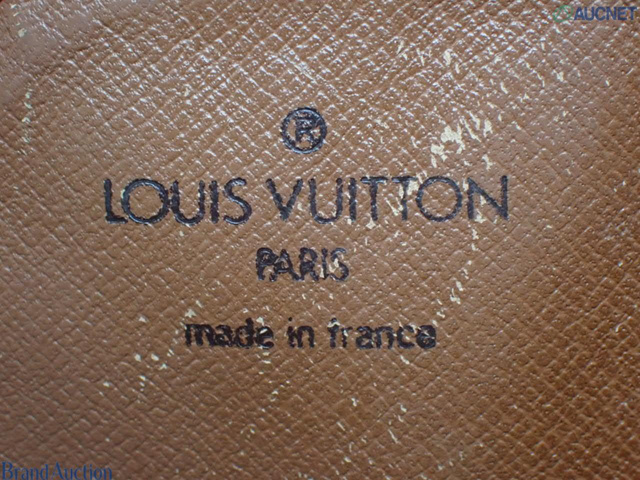 AUCNET
®
LOUIS VUITTON
PARIS
made in france
Brand Auction